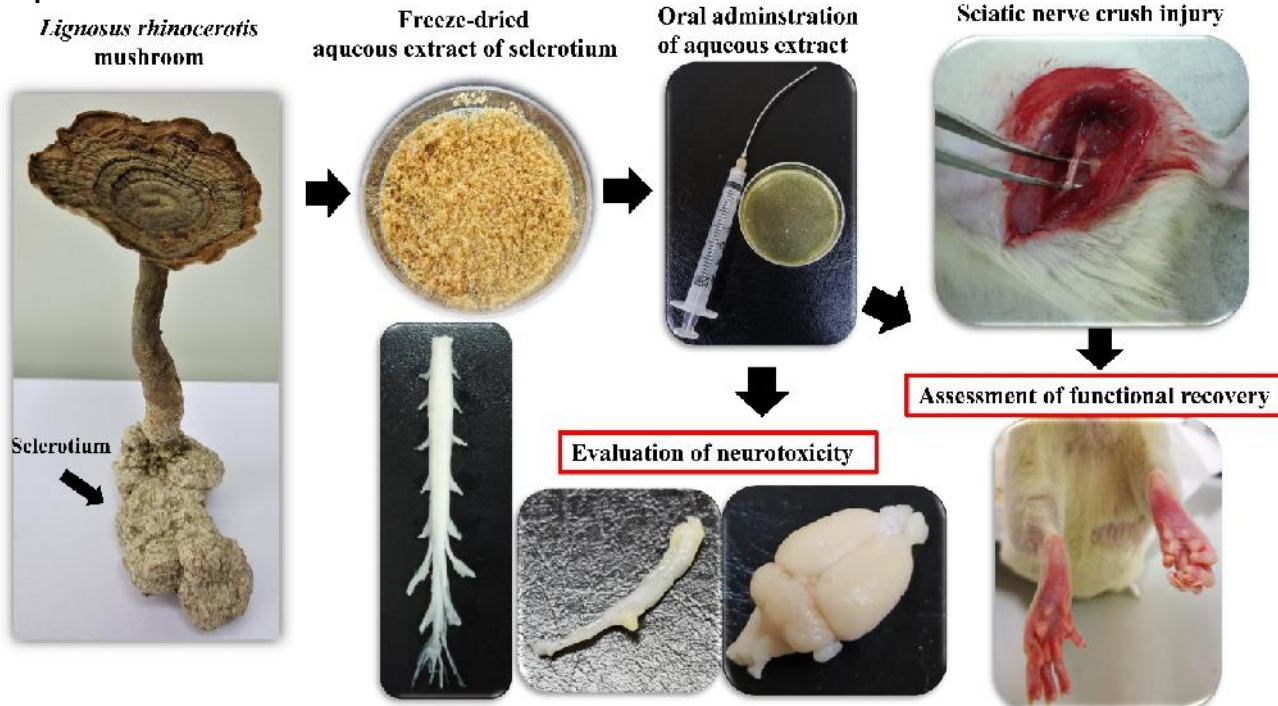 Lignosus rhinocerotis
mushroom
Freeze-dried
aqueous extract of sclerotium
Oral adminstration
of aqueous extract
Sciatic nerve crush injury
Sclerotium
Evaluation of neurotoxicity
Assessment of functional recovery